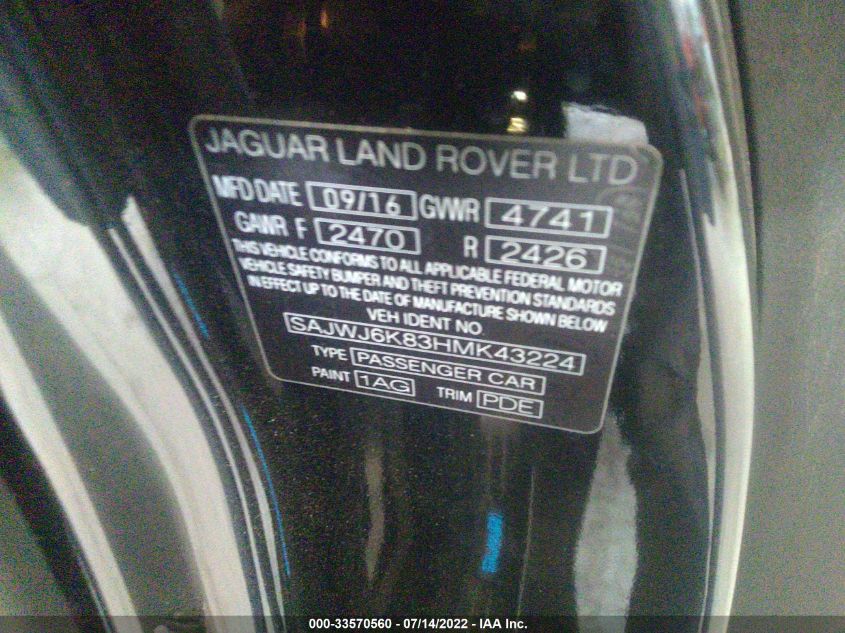 JAGUAR LAND ROVER LTD
MFD DATE 09/16 GVWR 4741
GAWR F 2470 R 2426
THIS VEHICLE CONFORMS TO ALL APPLICABLE FEDERAL MOTOR
VEHICLE SAFETY BUMPER AND THEFT PREVENTION STANDARDS
IN EFFECT UP TO THE DATE OF MANUFACTURE SHOWN BELOW
VEH IDENT NO
SAJWJ6K83HMK43224
TYPE PASSENGER CAR
PAINT 1AG TRIM PDE
000-33570560 - 07/14/2022 - IAA Inc.